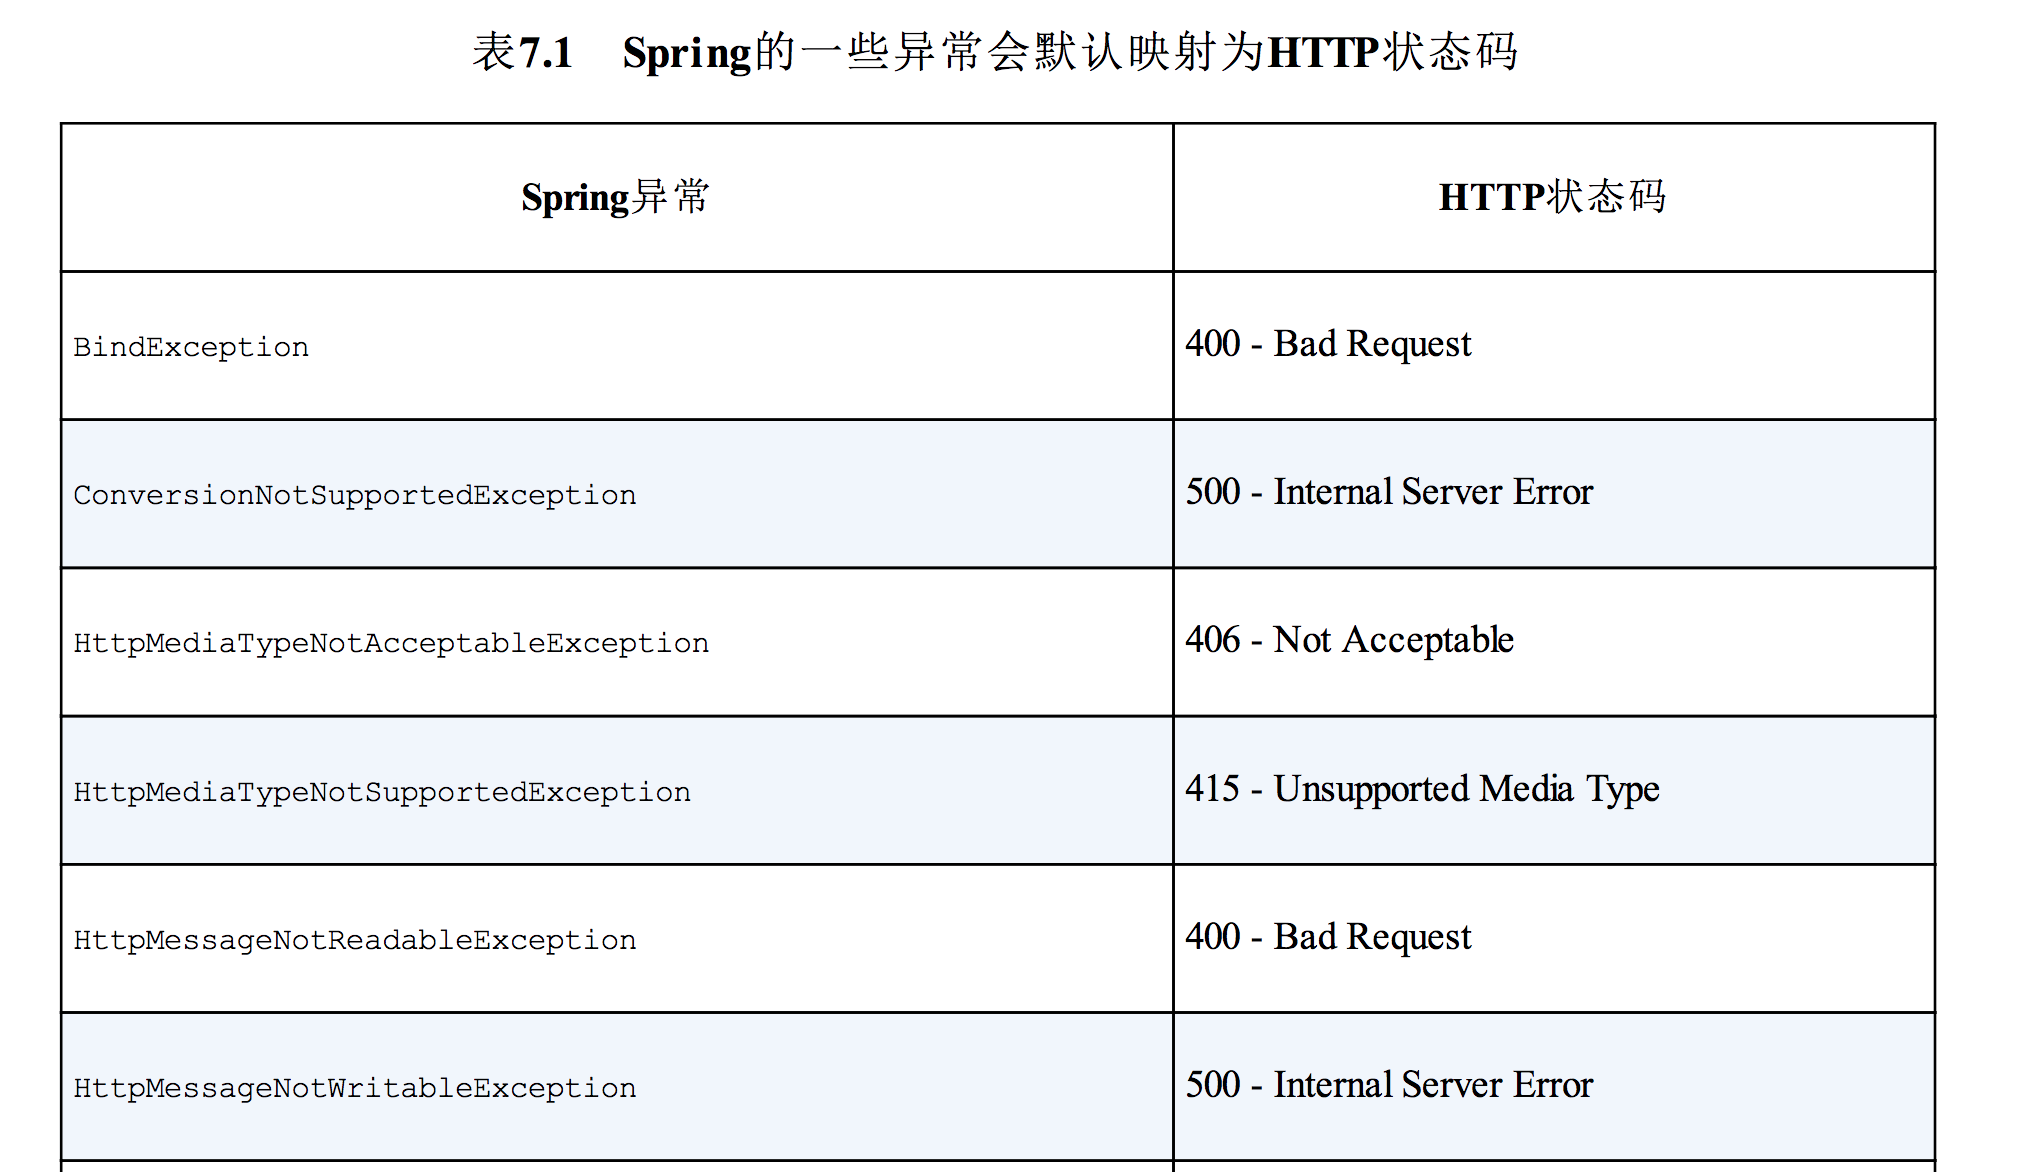 表7.1 Spring的一些异常会默认映射为HTTP状态码
Spring异常 HTTP状态码
BindException 400 - Bad Request
ConversionNotSupportedException 500 - Internal Server Error
HttpMediaTypeNotAcceptableException 406 - Not Acceptable
HttpMediaTypeNotSupportedException 415 - Unsupported Media Type
HttpMessageNotReadableException 400 - Bad Request
HttpMessageNotWritableException 500 - Internal Server Error